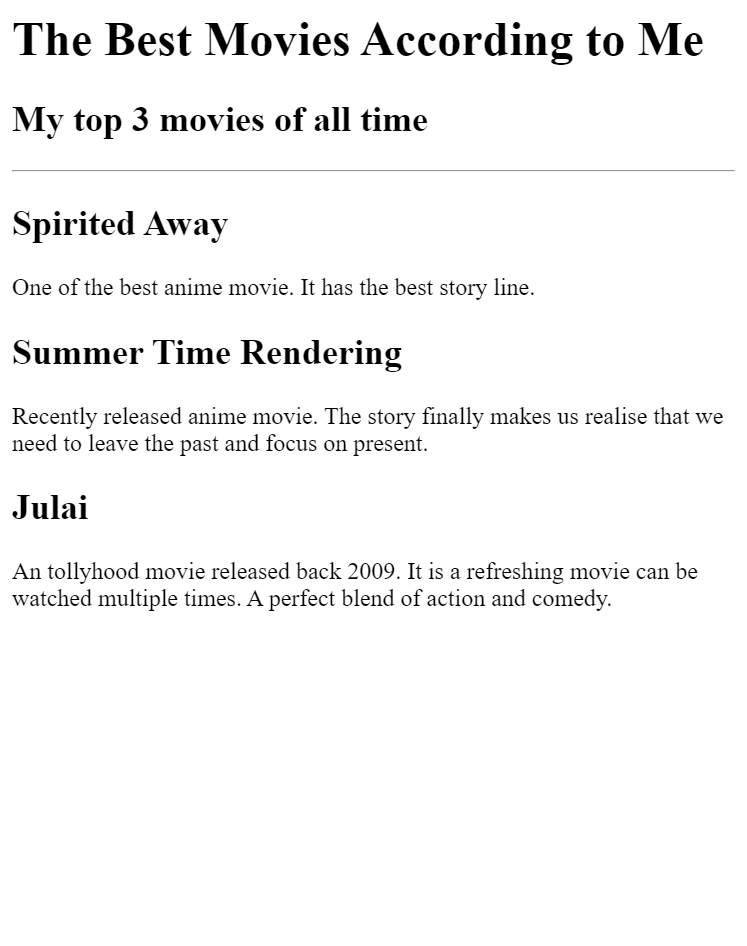 The Best Movies According to Me
My top 3 movies of all time
Spirited Away
One of the best anime movie. It has the best story line.
Summer Time Rendering
Recently released anime movie. The story finally makes us realise that we
need to leave the past and focus on present.
Julai
An tollyhood movie released back 2009. It is a refreshing movie can be
watched multiple times. A perfect blend of action and comedy.